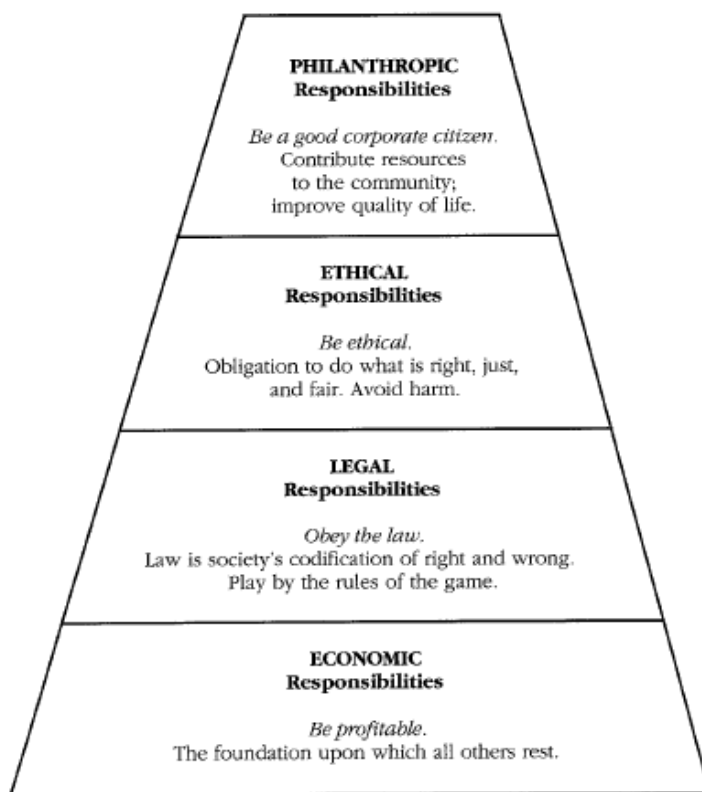 PHILANTHROPIC
Responsibilities
Be a good corporate citizen.
Contribute resources
to the community;
improve quality of life.
ETHICAL
Responsibilities
Be ethical.
Obligation to do what is right, just,
and fair. Avoid harm.
LEGAL
Responsibilities
Obey the law.
Law is society's codification of right and wrong.
Play by the rules of the game.
ECONOMIC
Responsibilities
Be profitable.
The foundation upon which all others rest.